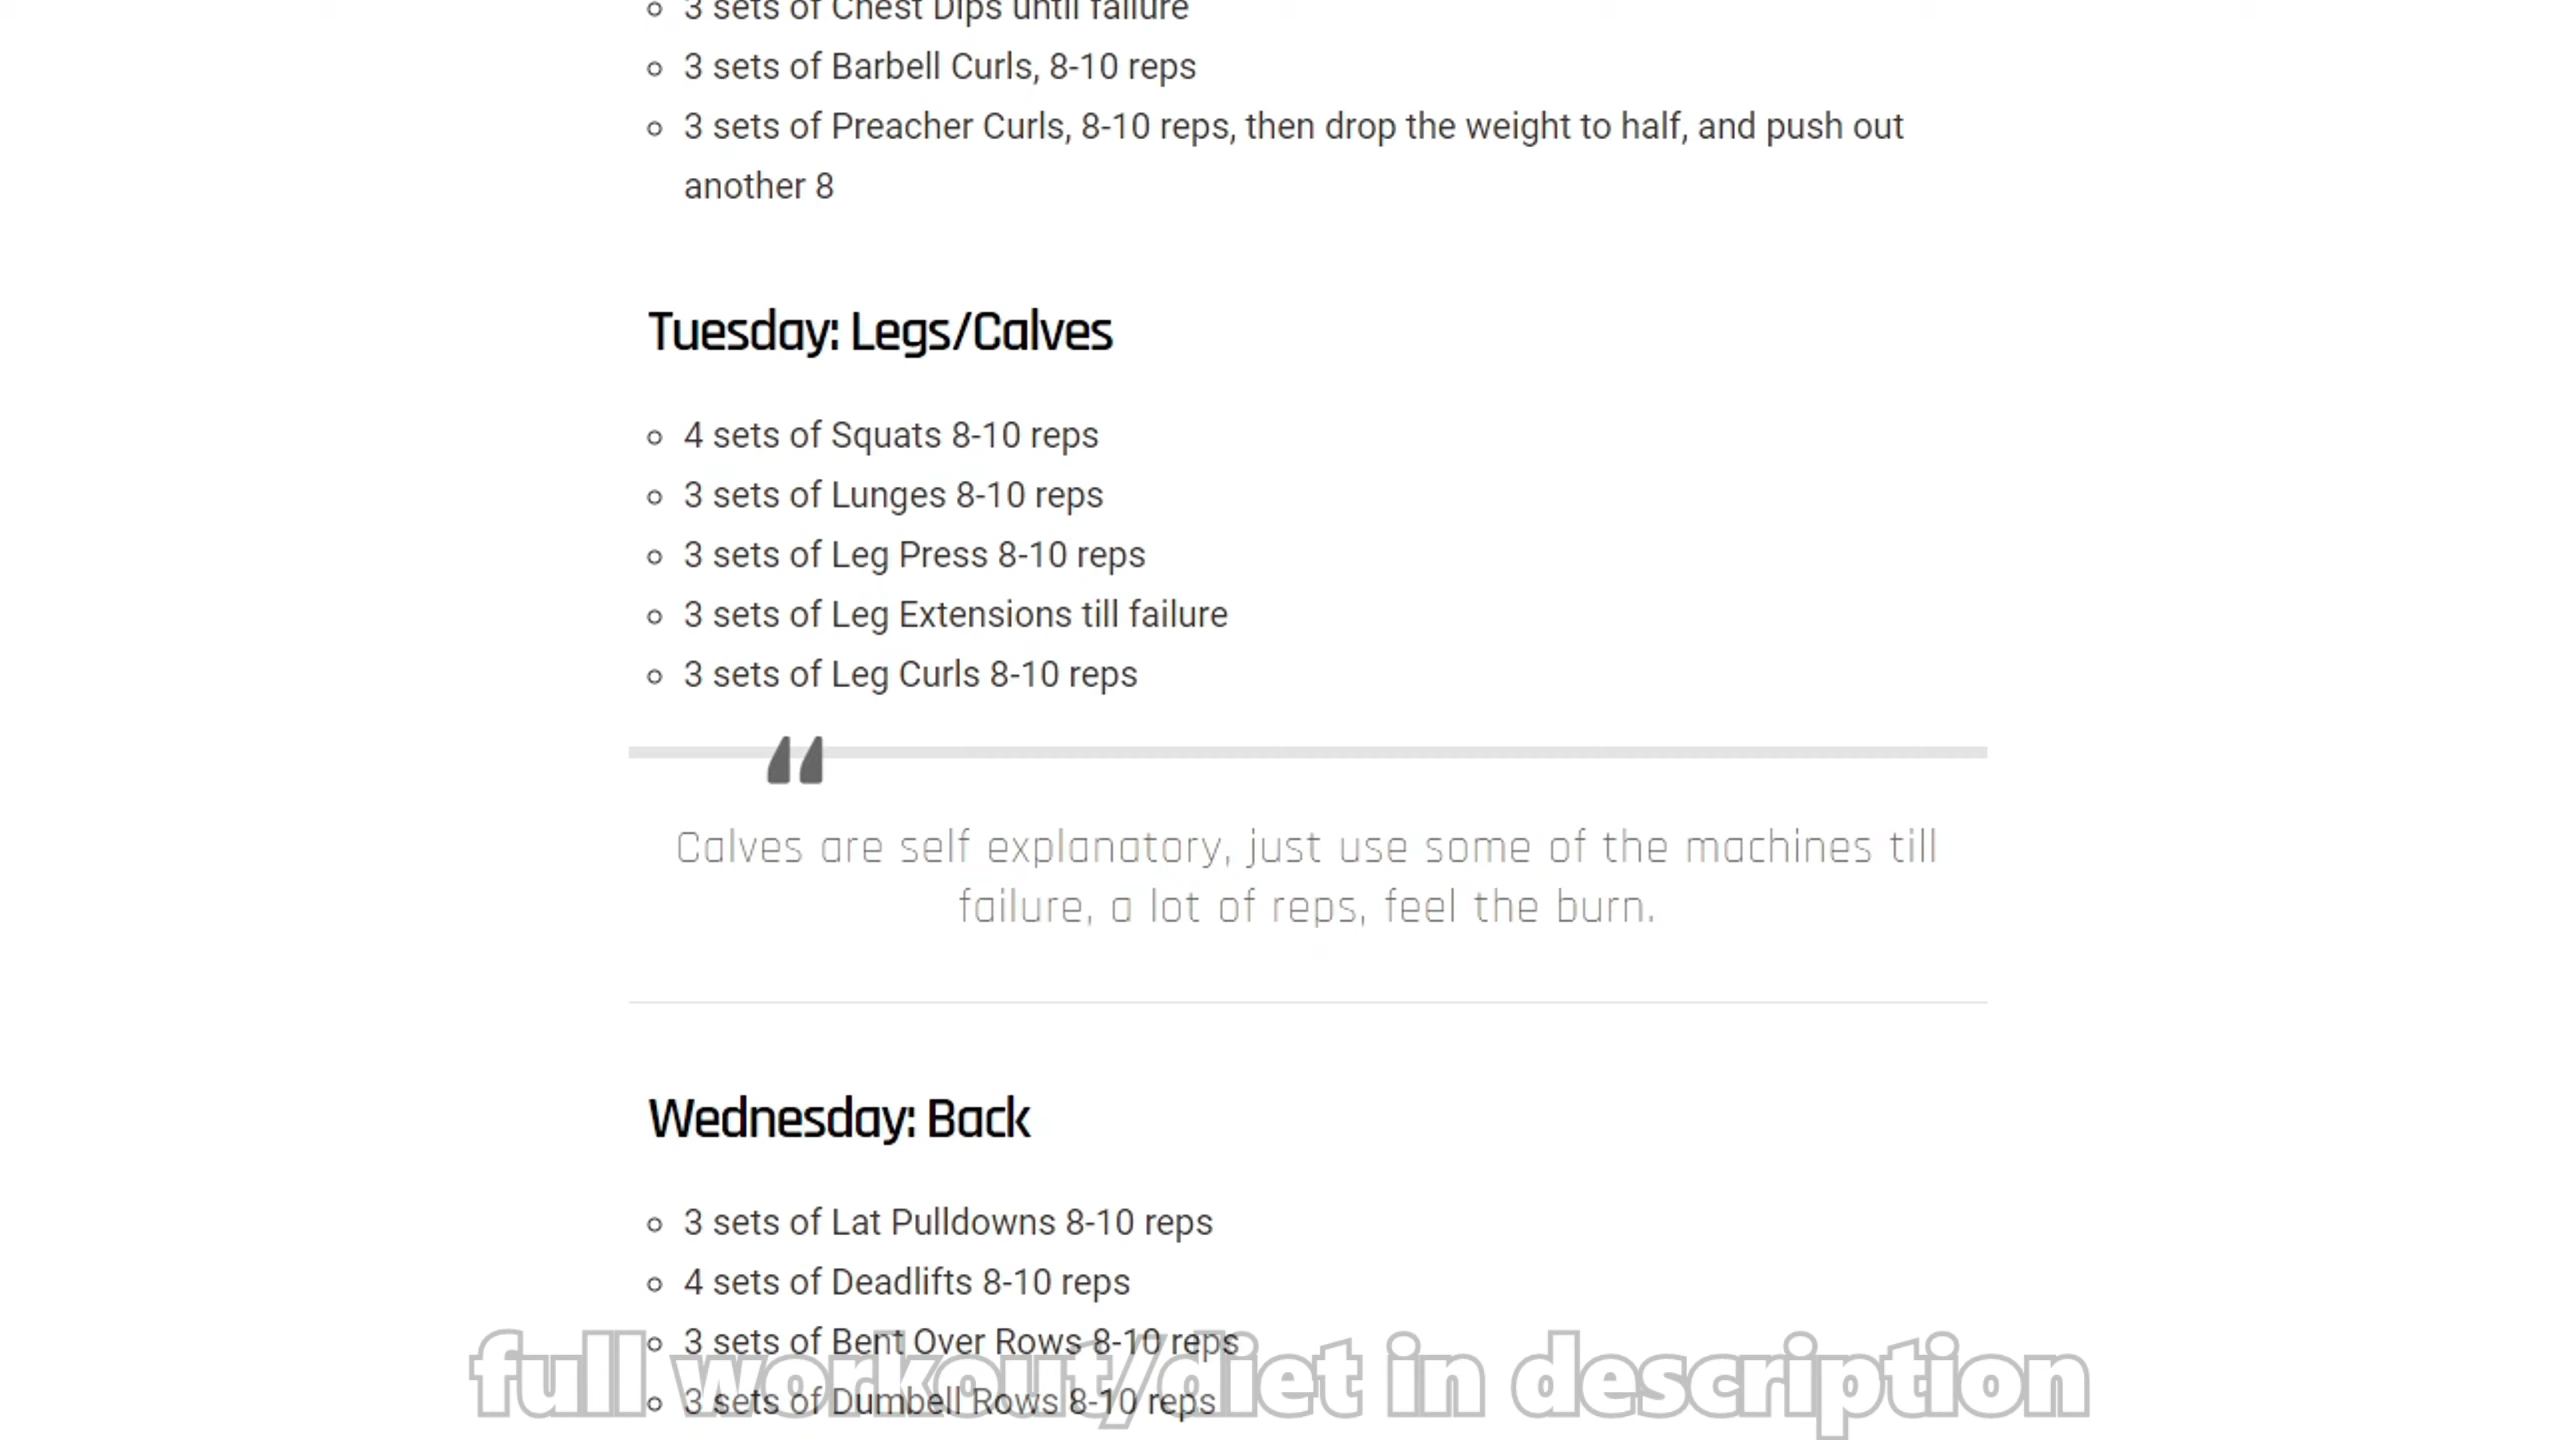 3 sets of Chest Dips until failure
3 sets of Barbell Curls, 8-10 reps
3 sets of Preacher Curls, 8-10 reps, then drop the weight to half, and push out
another 8
Tuesday: Legs/Calves
4 sets of Squats 8-10 reps
3 sets of Lunges 8-10 reps
3 sets of Leg Press 8-10 reps
3 sets of Leg Extensions till failure
3 sets of Leg Curls 8-10 reps
“
Calves are self explanatory, just use some of the machines till
failure, a lot of reps, feel the burn.
Wednesday: Back
3 sets of Lat Pulldowns 8-10 reps
4 sets of Deadlifts 8-10 reps
3 sets of Bent Over Rows 8-10 reps
3 sets of Dumbell Rows 8-10 reps
full workout/diet in description